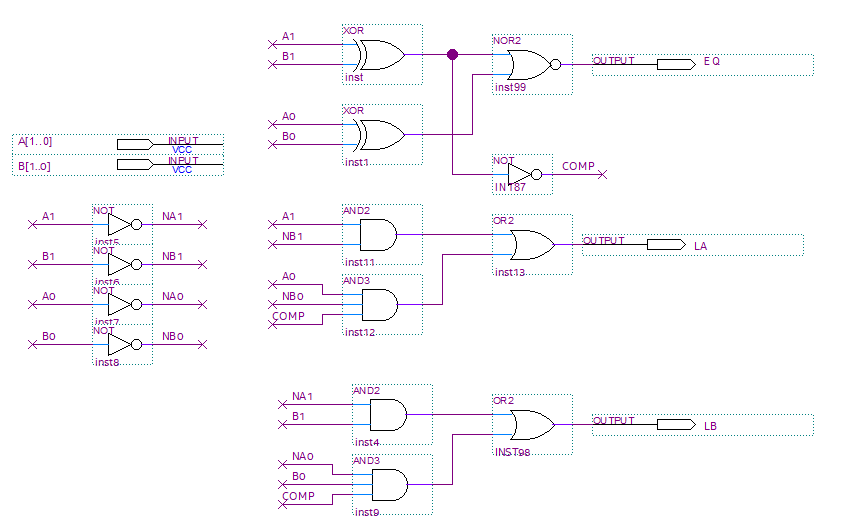 XOR
A1
B1
inst
NOR2
inst99
OUTPUT
EQ
XOR
A0
B0
inst1
A[1..0]
INPUT
VCC
B[1..0]
INPUT
VCC
NOT
COMP
INT87
A1
NOT
NA1
inst5
B1
NOT
NB1
inst6
A0
NOT
NA0
inst7
B0
NOT
NB0
inst8
AND2
A1
NB1
inst11
OR2
inst13
OUTPUT
LA
AND3
A0
NB0
COMP
inst12
AND2
NA1
B1
inst4
OR2
INST98
OUTPUT
LB
AND3
NA0
B0
COMP
inst9